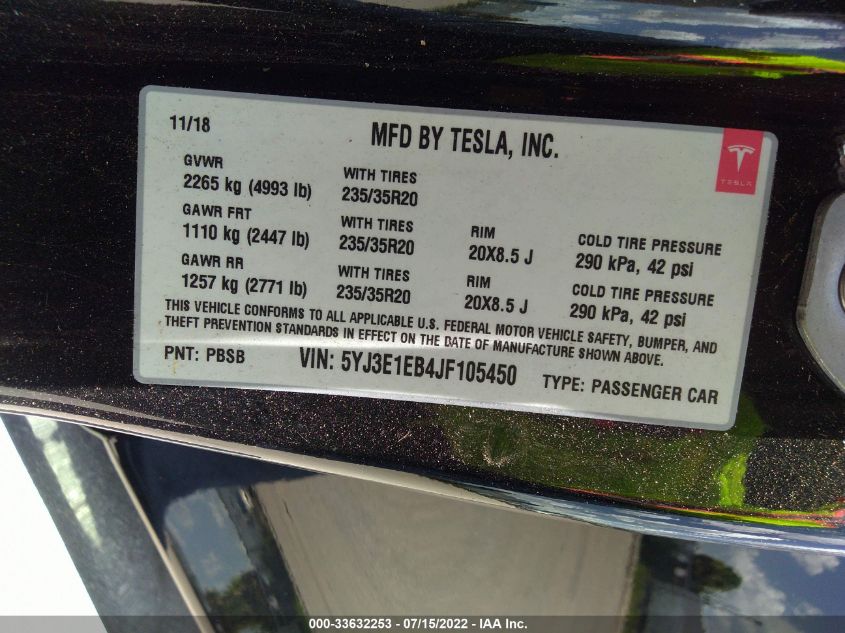 11/18
MFD BY TESLA, INC.
TESLA
GVWR
2265 kg (4993 lb)
WITH TIRES
235/35R20
GAWR FRT
1110 kg (2447 lb)
WITH TIRES
235/35R20
RIM
20X8.5 J
COLD TIRE PRESSURE
290 kPa, 42 psi
GAWR RR
1257 kg (2771 lb)
WITH TIRES
235/35R20
RIM
20X8.5 J
COLD TIRE PRESSURE
290 kPa, 42 psi
THIS VEHICLE CONFORMS TO ALL APPLICABLE U.S. FEDERAL MOTOR VEHICLE SAFETY, BUMPER, AND
THEFT PREVENTION STANDARDS IN EFFECT ON THE DATE OF MANUFACTURE SHOWN ABOVE.
PNT: PBSB
VIN: 5YJ3E1EB4JF105450
TYPE: PASSENGER CAR
000-33632253 - 07/15/2022 - IAA Inc.